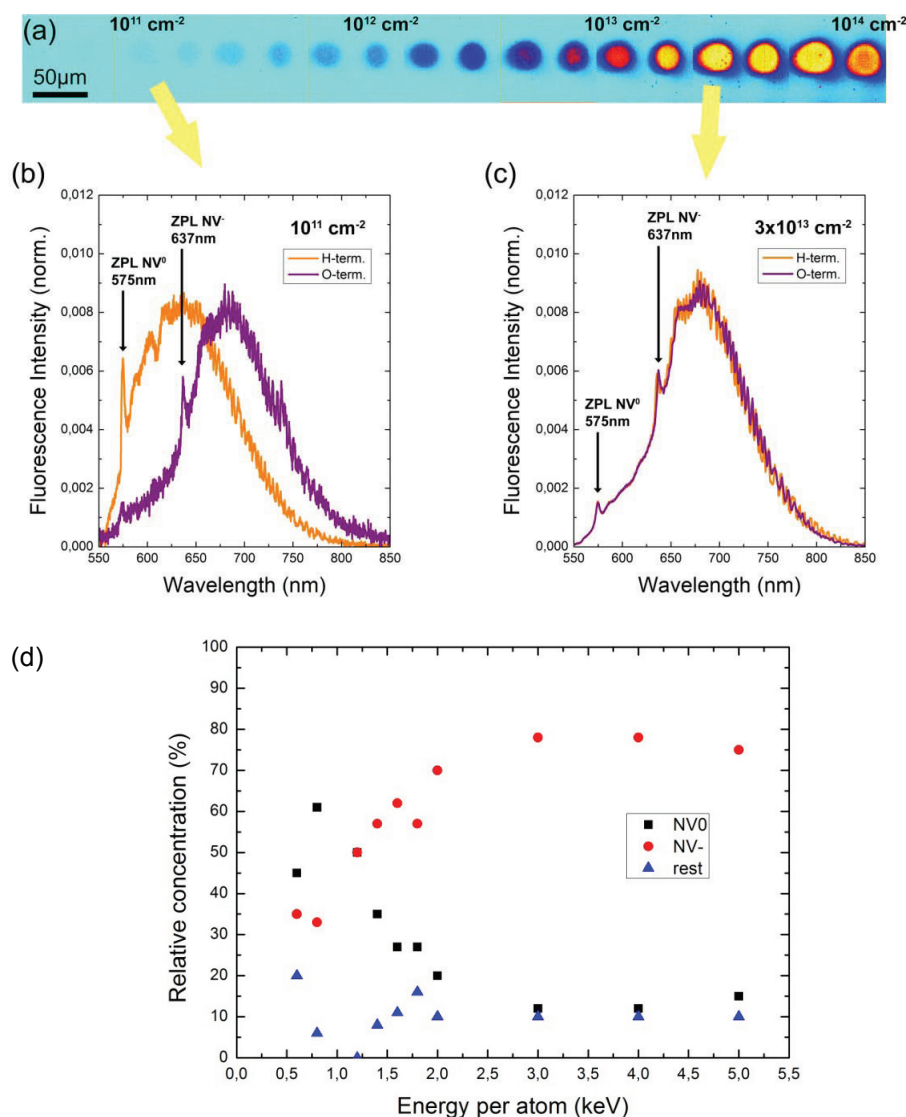 (a)
10¹¹ cm⁻²
10¹² cm⁻²
10¹³ cm⁻²
10¹⁴ cm⁻²
50µm
(b)
0,012
0,010
0,008
0,006
0,004
0,002
0,000
Fluorescence Intensity (norm.)
ZPL NV⁰
575nm
ZPL NV⁻
637nm
10¹¹ cm⁻²
H-term.
O-term.
550 600 650 700 750 800 850
Wavelength (nm)
(c)
0,012
0,010
0,008
0,006
0,004
0,002
0,000
Fluorescence Intensity (norm.)
ZPL NV⁰
575nm
ZPL NV⁻
637nm
3x10¹³ cm⁻²
H-term.
O-term.
550 600 650 700 750 800 850
Wavelength (nm)
(d)
100
90
80
70
60
50
40
30
20
10
0
Relative concentration (%)
NV0
NV-
rest
0,0 0,5 1,0 1,5 2,0 2,5 3,0 3,5 4,0 4,5 5,0 5,5
Energy per atom (keV)